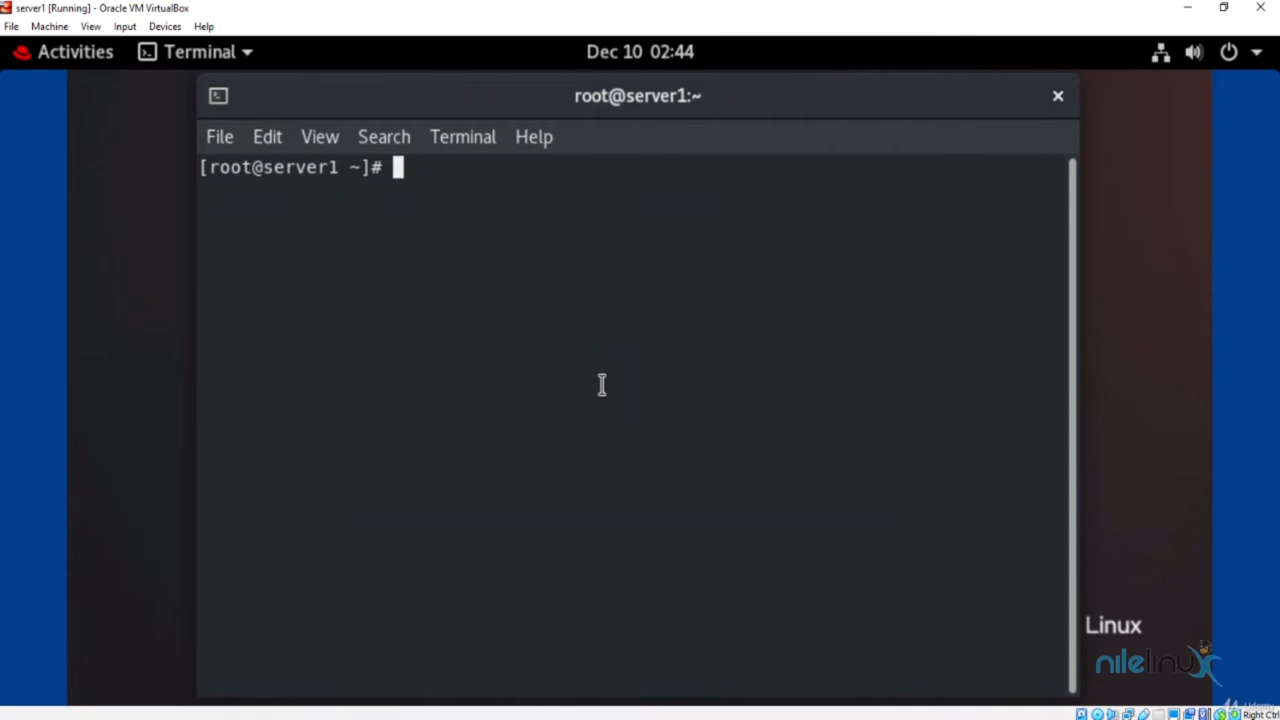 server1 [Running] - Oracle VM VirtualBox
File Machine View Input Devices Help
Activities Terminal Dec 10 02:44
root@server1:~
File Edit View Search Terminal Help
[root@server1 ~]#
Linux
nilelinux
Udemy
Right Ctrl